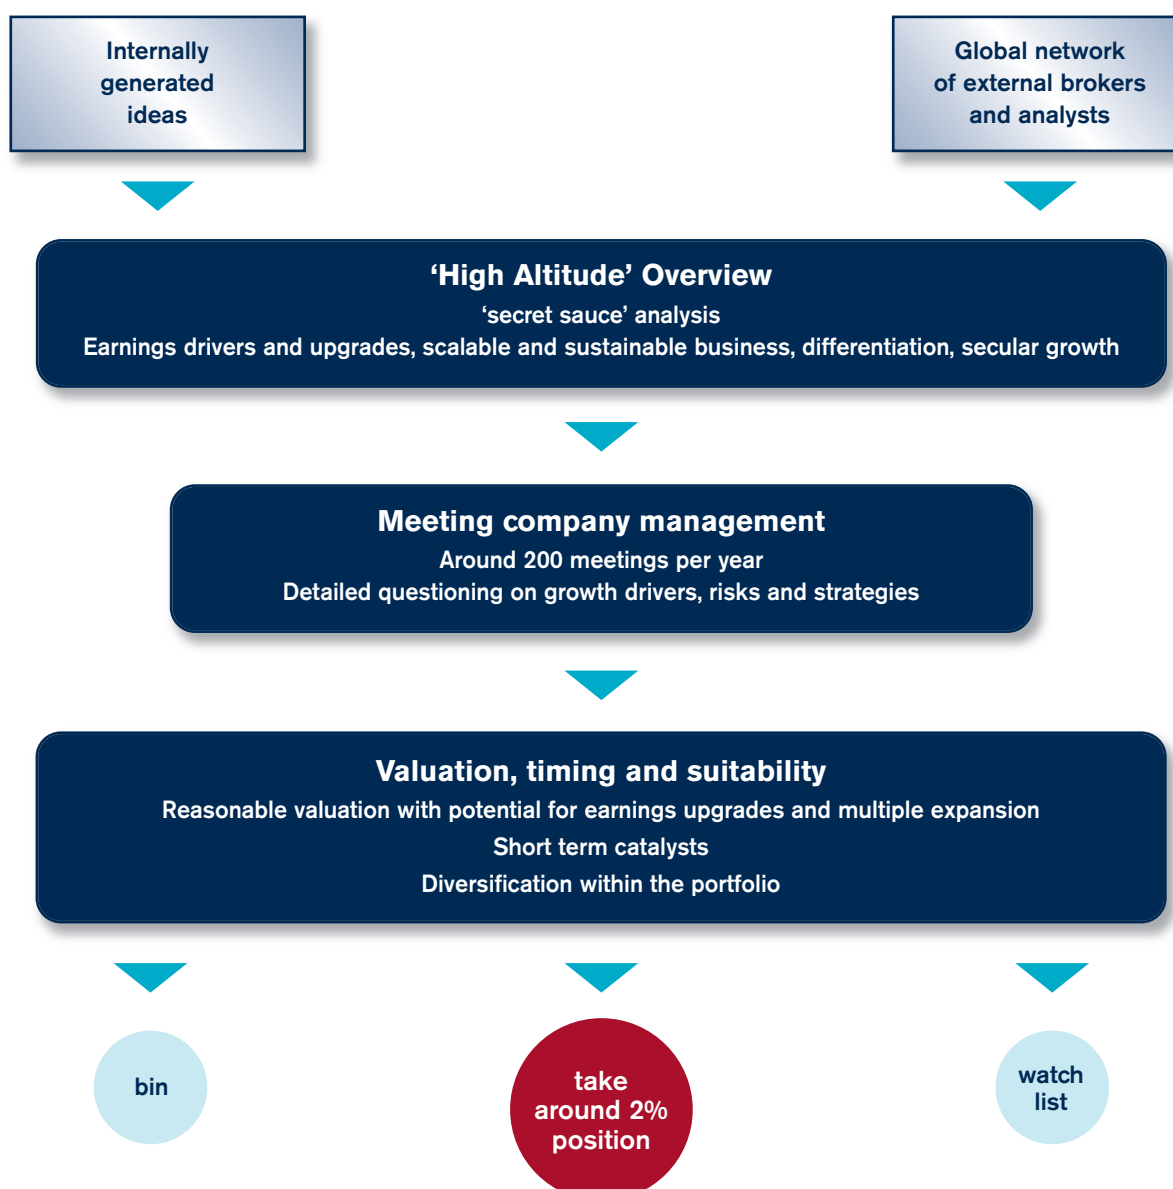 Internally
generated
ideas
Global network
of external brokers
and analysts
‘High Altitude’ Overview
‘secret sauce’ analysis
Earnings drivers and upgrades, scalable and sustainable business, differentiation, secular growth
Meeting company management
Around 200 meetings per year
Detailed questioning on growth drivers, risks and strategies
Valuation, timing and suitability
Reasonable valuation with potential for earnings upgrades and multiple expansion
Short term catalysts
Diversification within the portfolio
bin
take
around 2%
position
watch
list